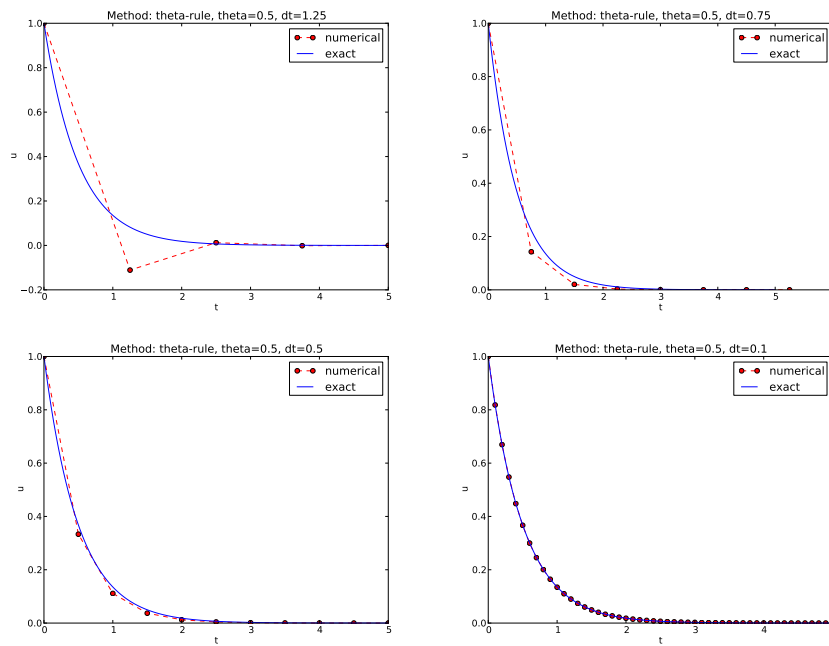 Method: theta-rule, theta=0.5, dt=1.25
1.0
0.8
0.6
0.4
0.2
0.0
−0.2
u
0 1 2 3 4 5
t
numerical
exact
Method: theta-rule, theta=0.5, dt=0.75
1.0
0.8
0.6
0.4
0.2
0.0
u
0 1 2 3 4 5
t
numerical
exact
Method: theta-rule, theta=0.5, dt=0.5
1.0
0.8
0.6
0.4
0.2
0.0
u
0 1 2 3 4 5
t
numerical
exact
Method: theta-rule, theta=0.5, dt=0.1
1.0
0.8
0.6
0.4
0.2
0.0
u
0 1 2 3 4
t
numerical
exact